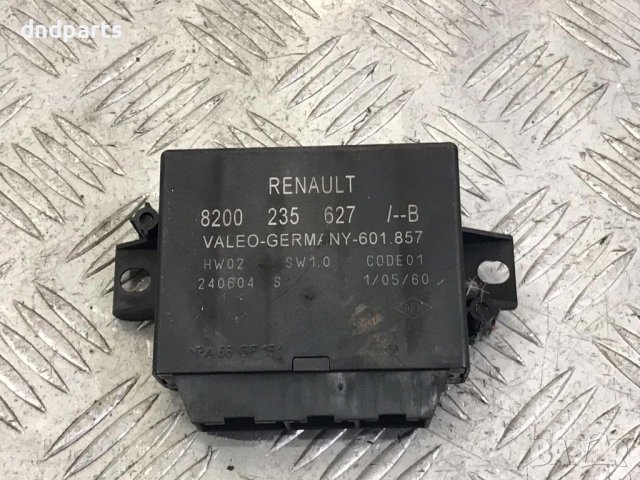 dndparts
RENAULT
8200 235 627 /--B
VALEO-GERMANY-601.857
HW02 SW1.0 CODE01
240604 S 1/05/60